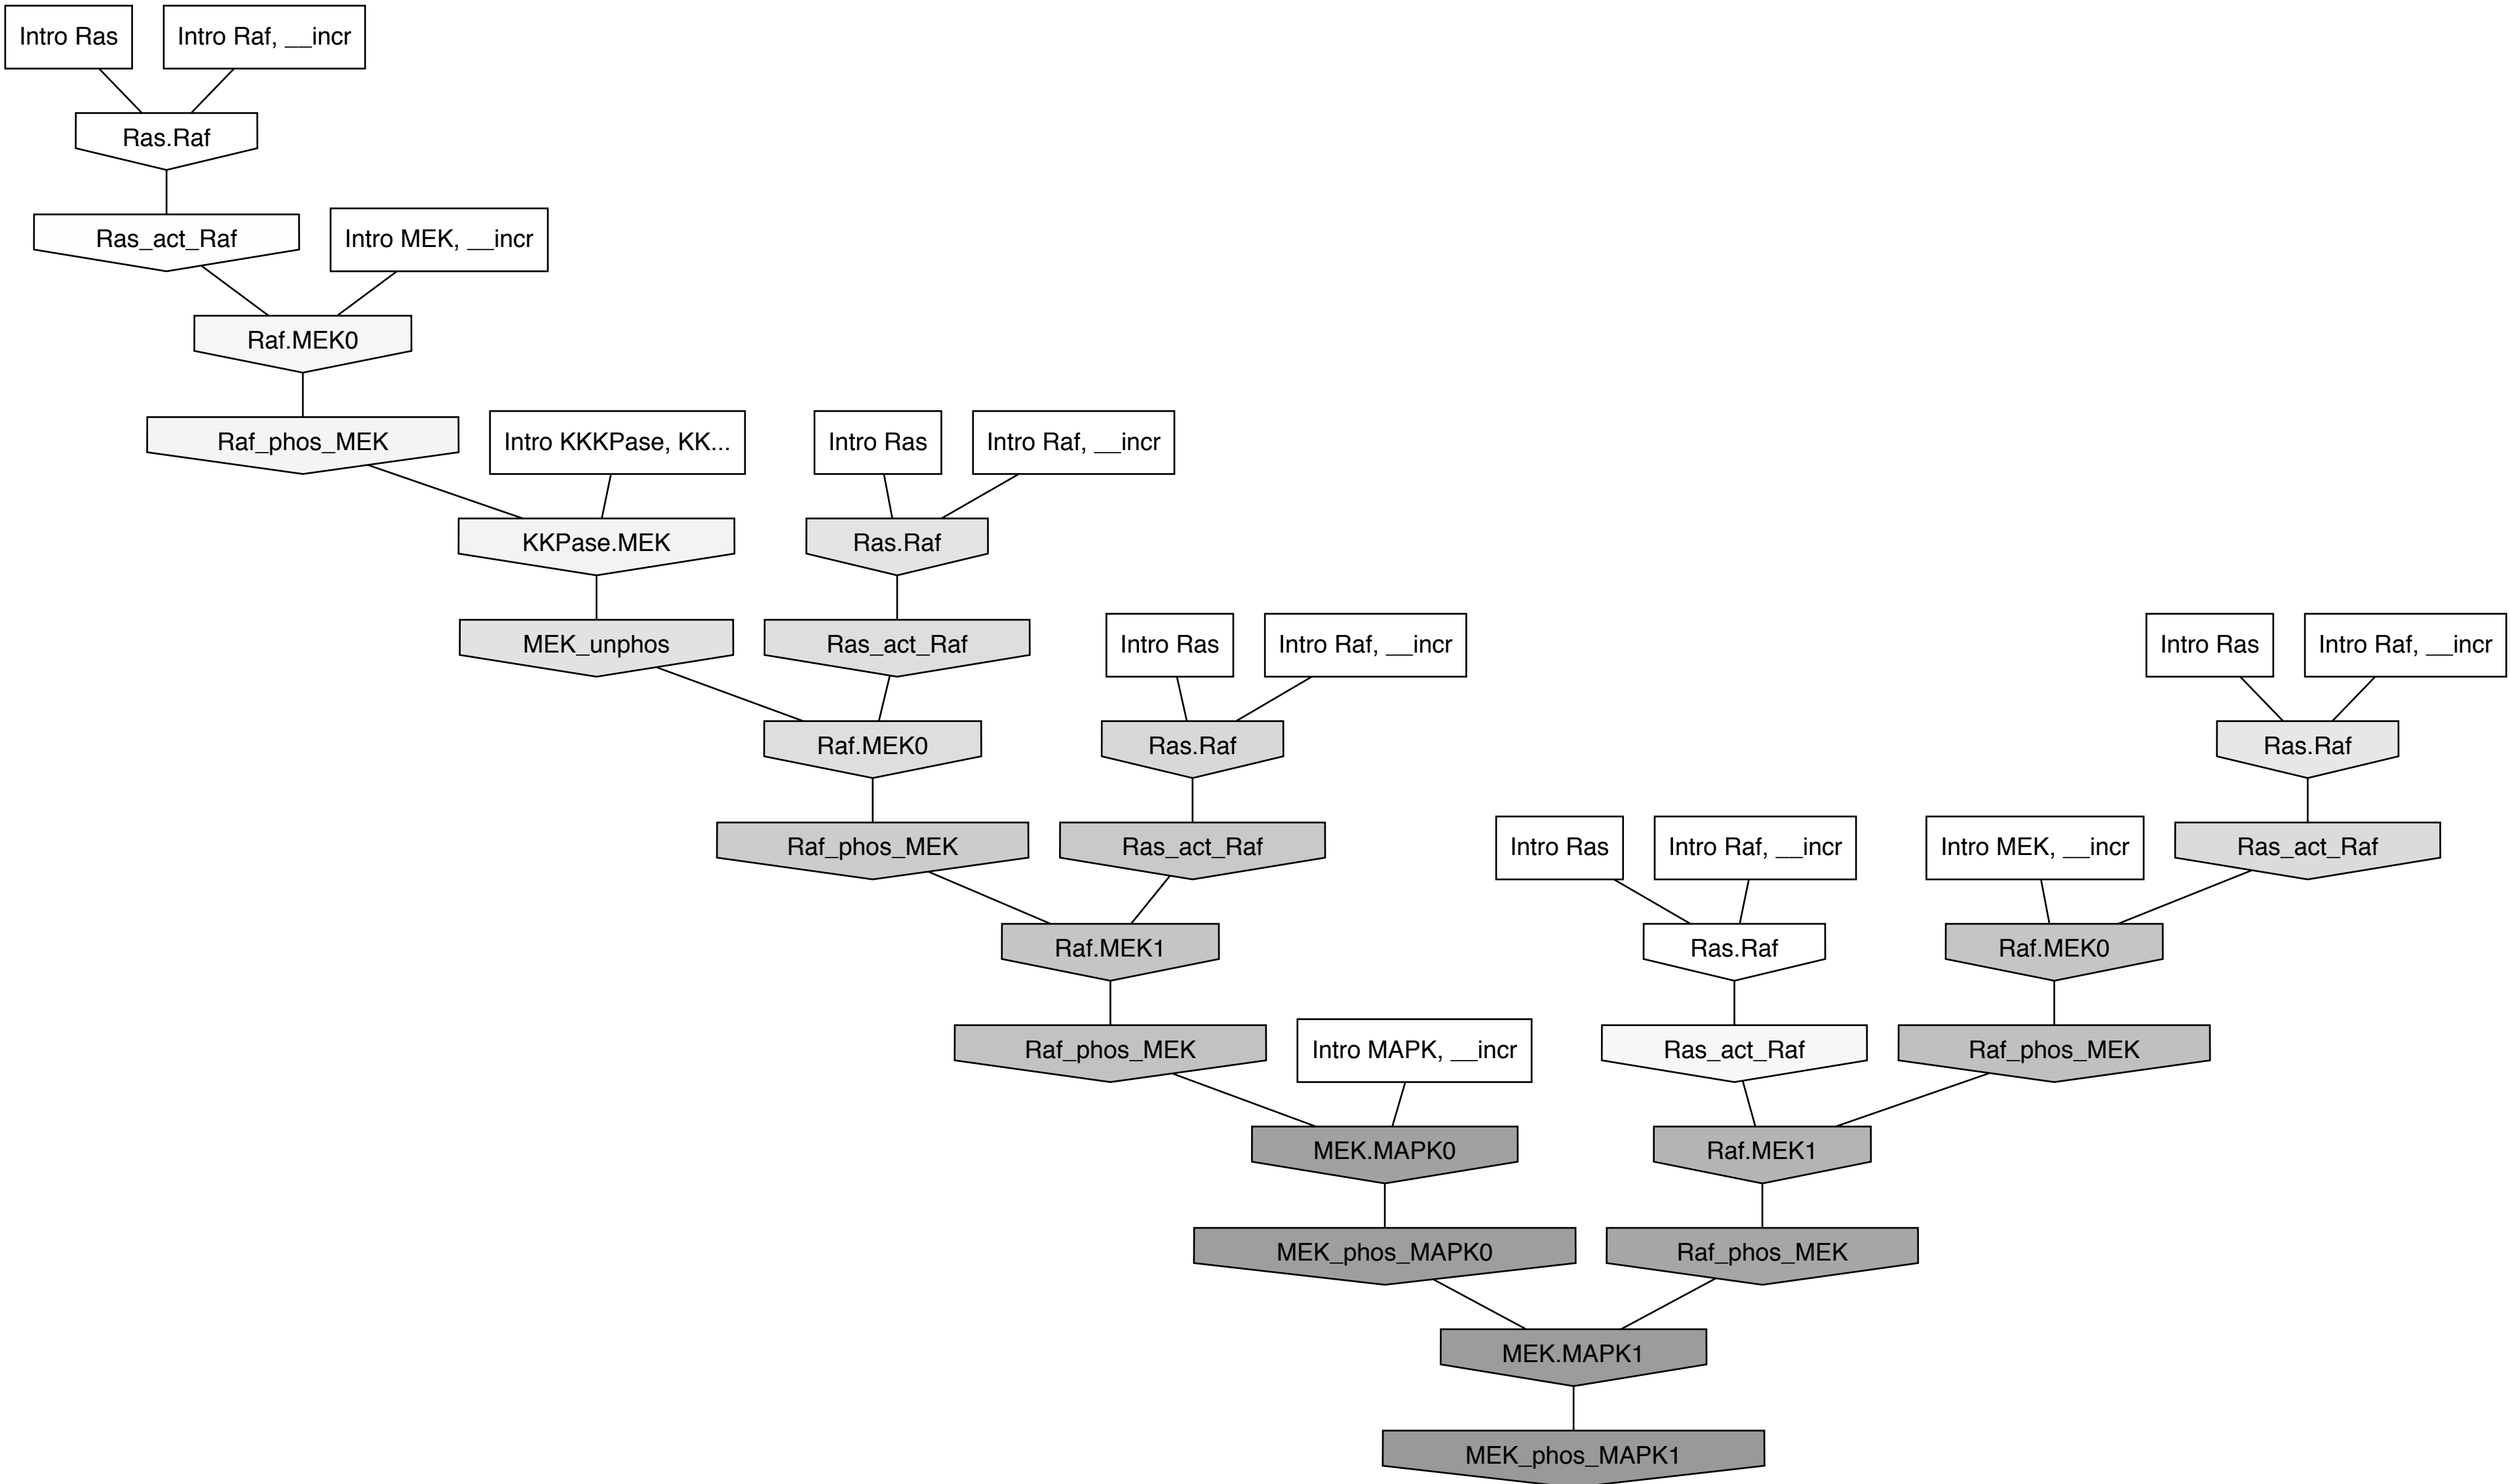 Intro Ras
Intro Raf, __incr
Ras.Raf
Ras_act_Raf
Intro MEK, __incr
Raf.MEK0
Raf_phos_MEK
Intro KKKPase, KK...
Intro Ras
Intro Raf, __incr
KKPase.MEK
Ras.Raf
MEK_unphos
Ras_act_Raf
Intro Ras
Intro Raf, __incr
Intro Ras
Intro Raf, __incr
Raf.MEK0
Ras.Raf
Ras.Raf
Raf_phos_MEK
Ras_act_Raf
Intro Ras
Intro Raf, __incr
Intro MEK, __incr
Ras_act_Raf
Raf.MEK1
Ras.Raf
Raf.MEK0
Raf_phos_MEK
Intro MAPK, __incr
Ras_act_Raf
Raf_phos_MEK
MEK.MAPK0
Raf.MEK1
MEK_phos_MAPK0
Raf_phos_MEK
MEK.MAPK1
MEK_phos_MAPK1